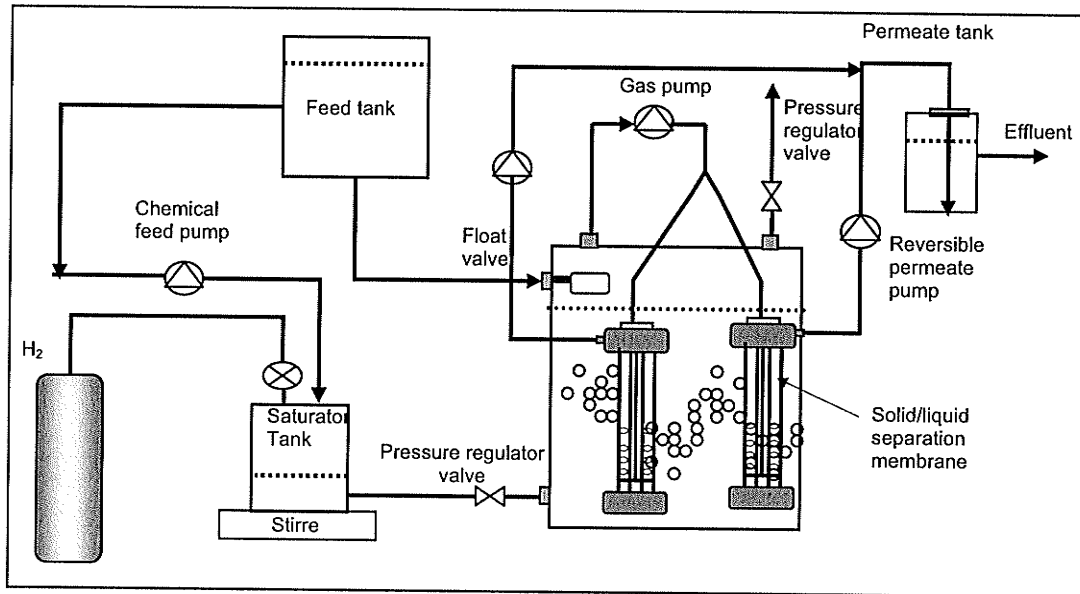 Permeate tank
Feed tank
Gas pump
Pressure
regulator
valve
Effluent
Chemical
feed pump
Float
valve
Reversible
permeate
pump
H₂
Saturator
Tank
Solid/liquid
separation
membrane
Pressure regulator
valve
Stirre